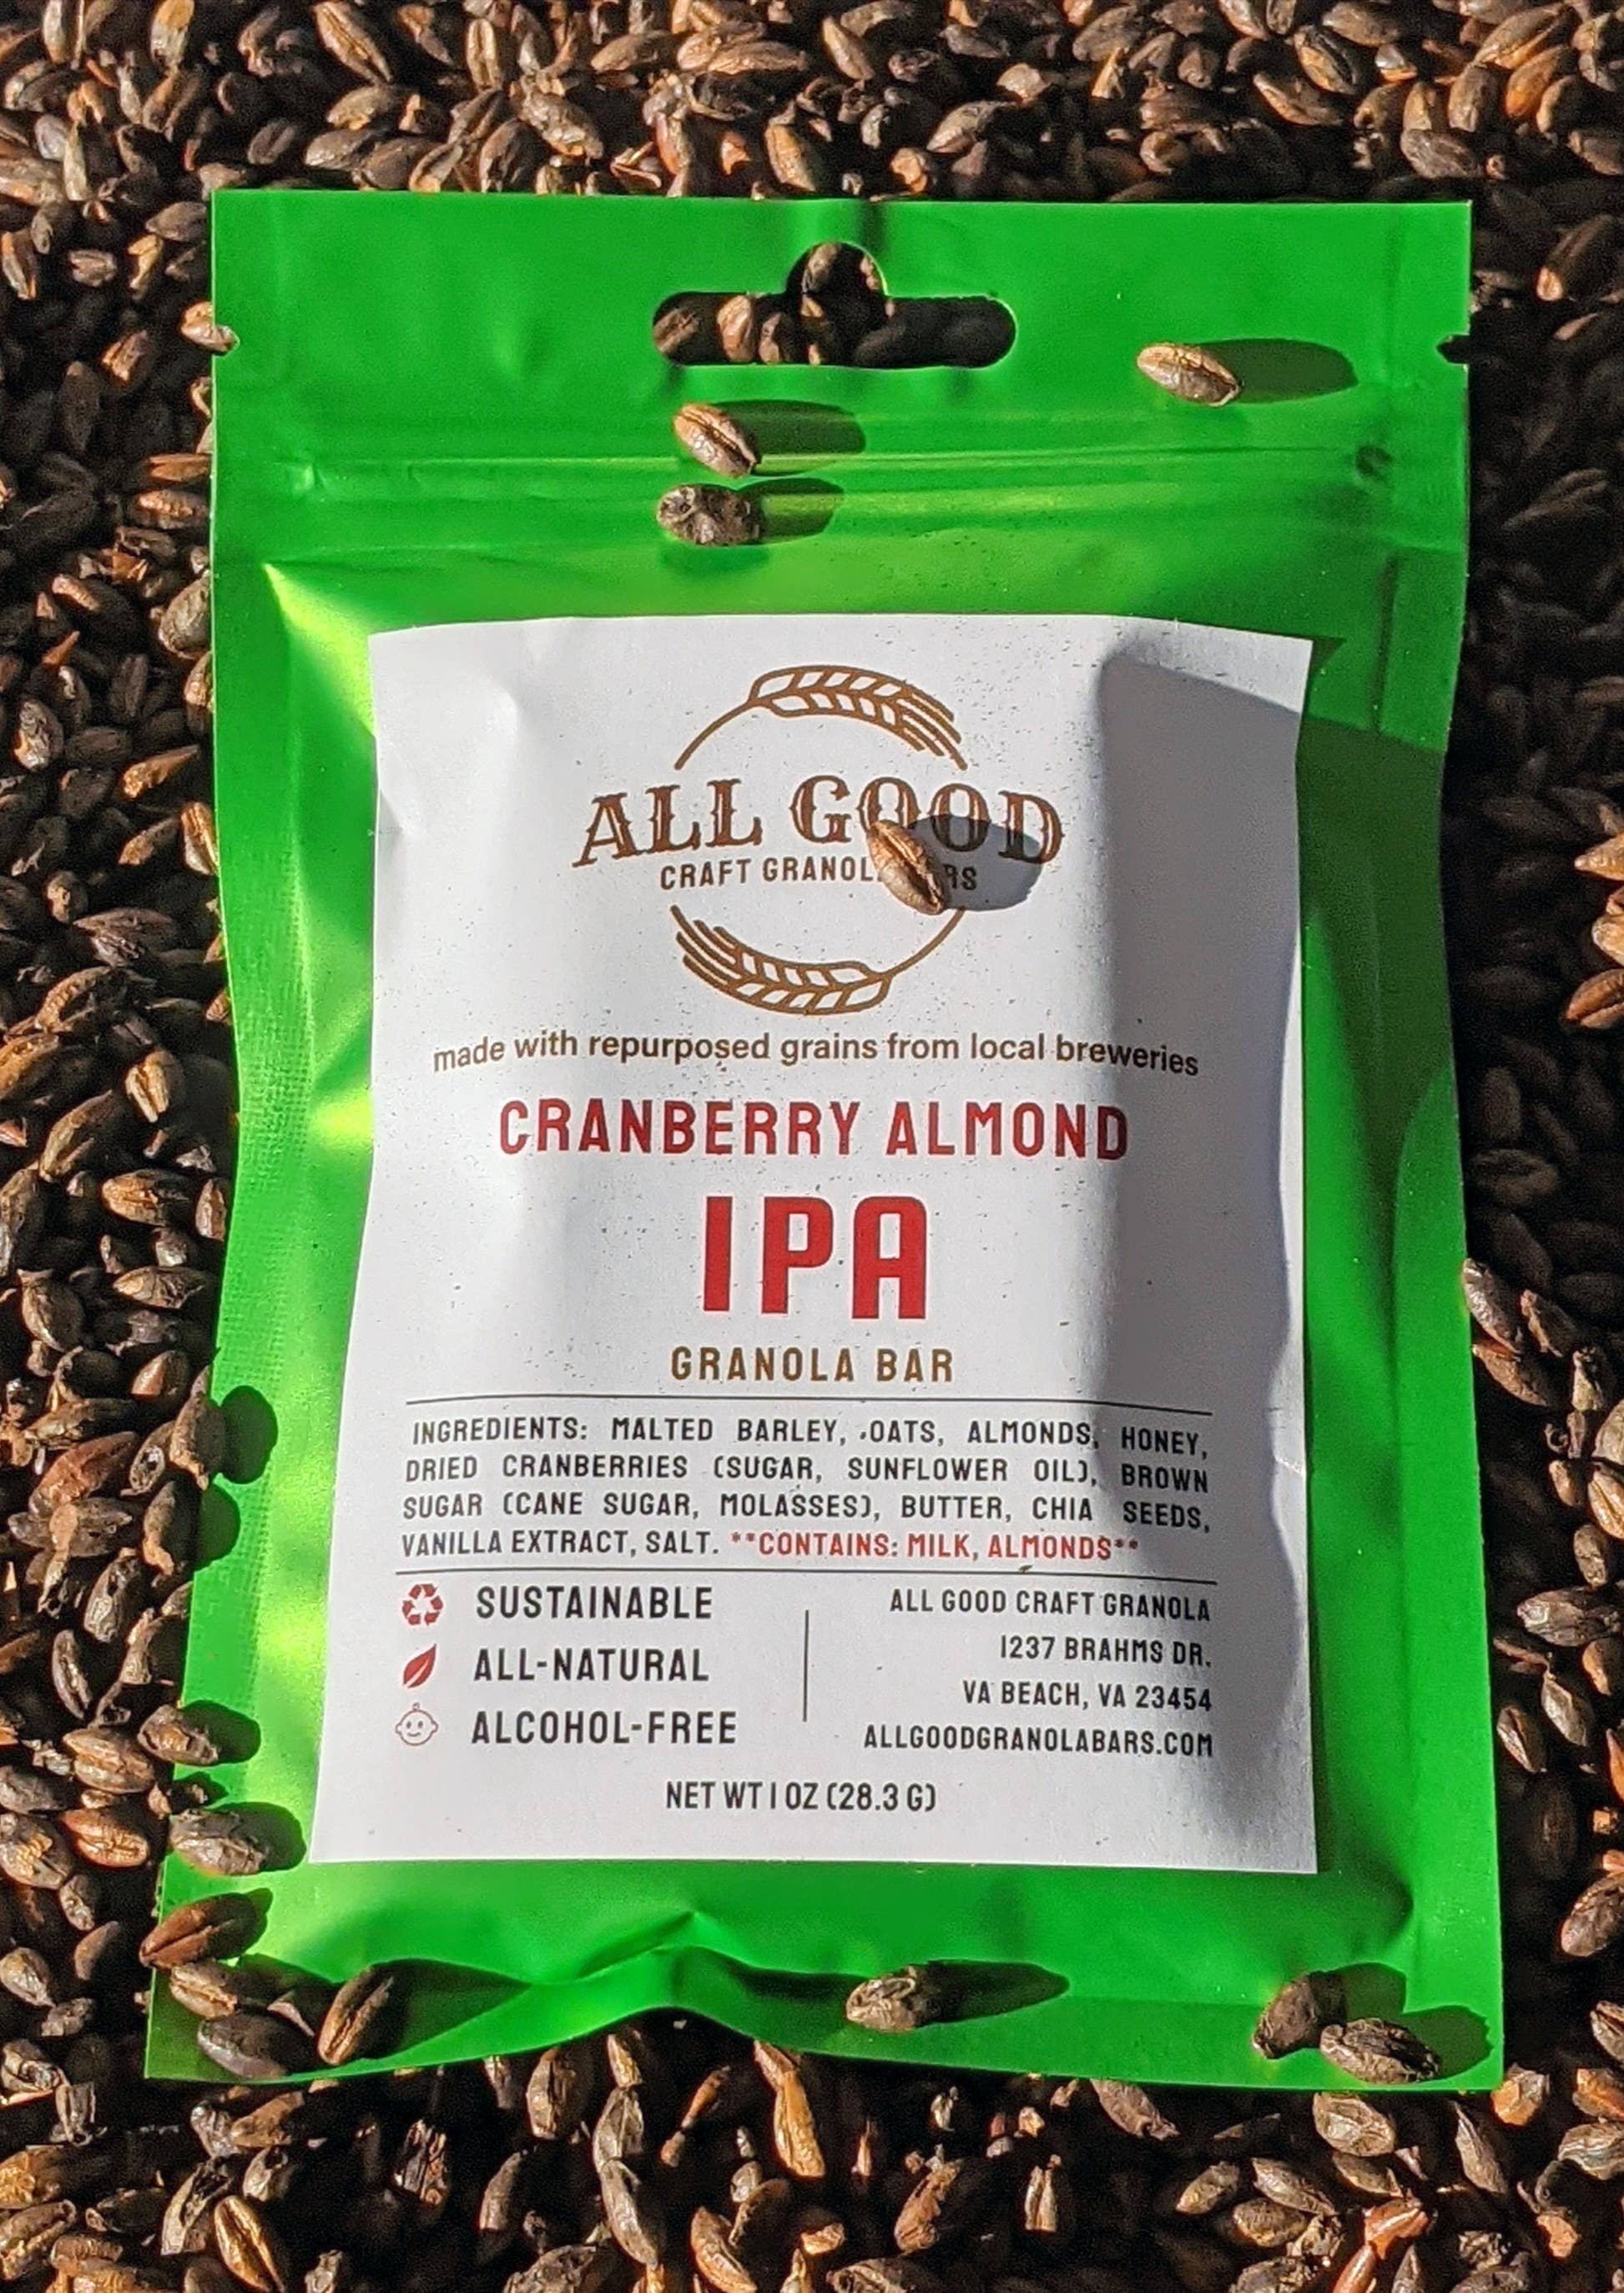 ALL GOOD
CRAFT GRANOL
made with repurposed grains from local breweries
CRANBERRY ALMOND
IPA
GRANOLA BAR
INGREDIENTS: MALTED BARLEY, OATS, ALMONDS, HONEY,
DRIED CRANBERRIES (SUGAR, SUNFLOWER OIL), BROWN
SUGAR (CANE SUGAR, MOLASSES), BUTTER, CHIA SEEDS,
VANILLA EXTRACT, SALT. **CONTAINS: MILK, ALMONDS**
SUSTAINABLE
ALL-NATURAL
ALCOHOL-FREE
ALL GOOD CRAFT GRANOLA
1237 BRAHMS DR.
VA BEACH, VA 23454
ALLGOODGRANOLABARS.COM
NET WT 1 OZ (28.3 G)